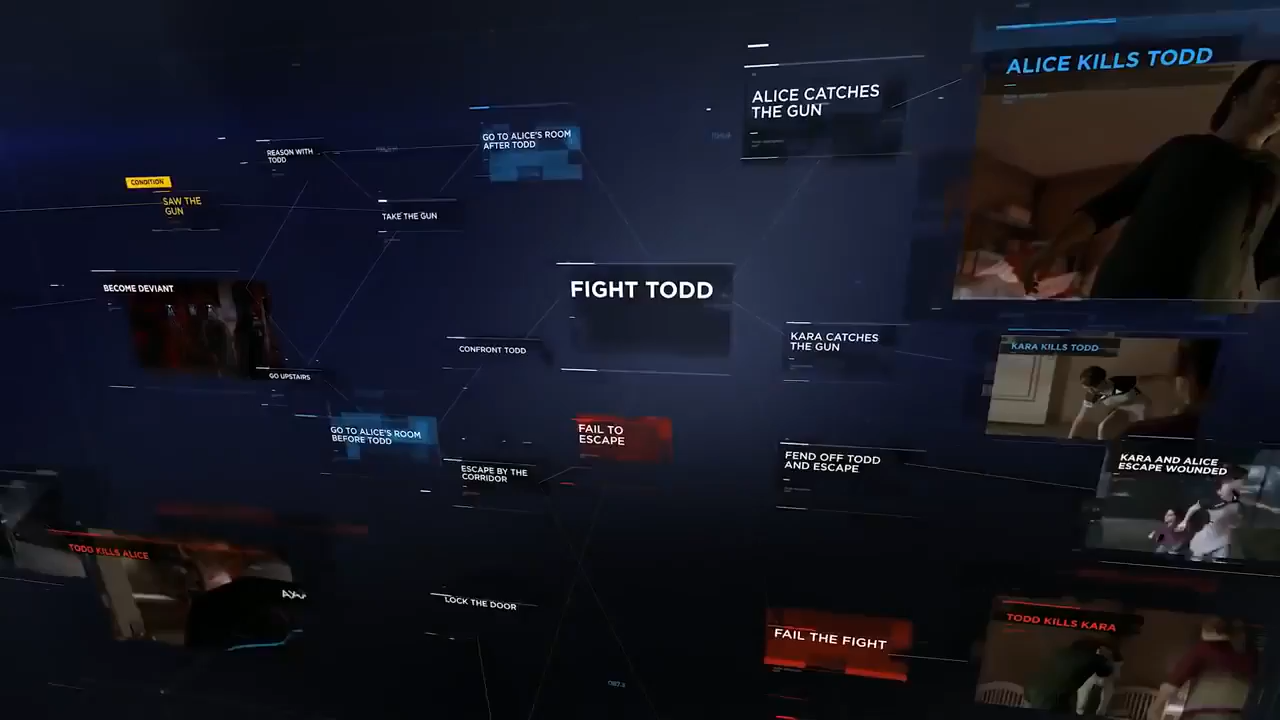 ALICE KILLS TODD
ALICE CATCHES
THE GUN
GO TO ALICE'S ROOM
AFTER TODD
REASON WITH
TODD
CONDITION
SAW THE
GUN
TAKE THE GUN
BECOME DEVIANT
FIGHT TODD
KARA CATCHES
THE GUN
KARA KILLS TODD
CONFRONT TODD
GO UPSTAIRS
GO TO ALICE'S ROOM
BEFORE TODD
FAIL TO
ESCAPE
FEND OFF TODD
AND ESCAPE
KARA AND ALICE
ESCAPE WOUNDED
ESCAPE BY THE
CORRIDOR
TODD KILLS ALICE
LOCK THE DOOR
FAIL THE FIGHT
TODD KILLS KARA